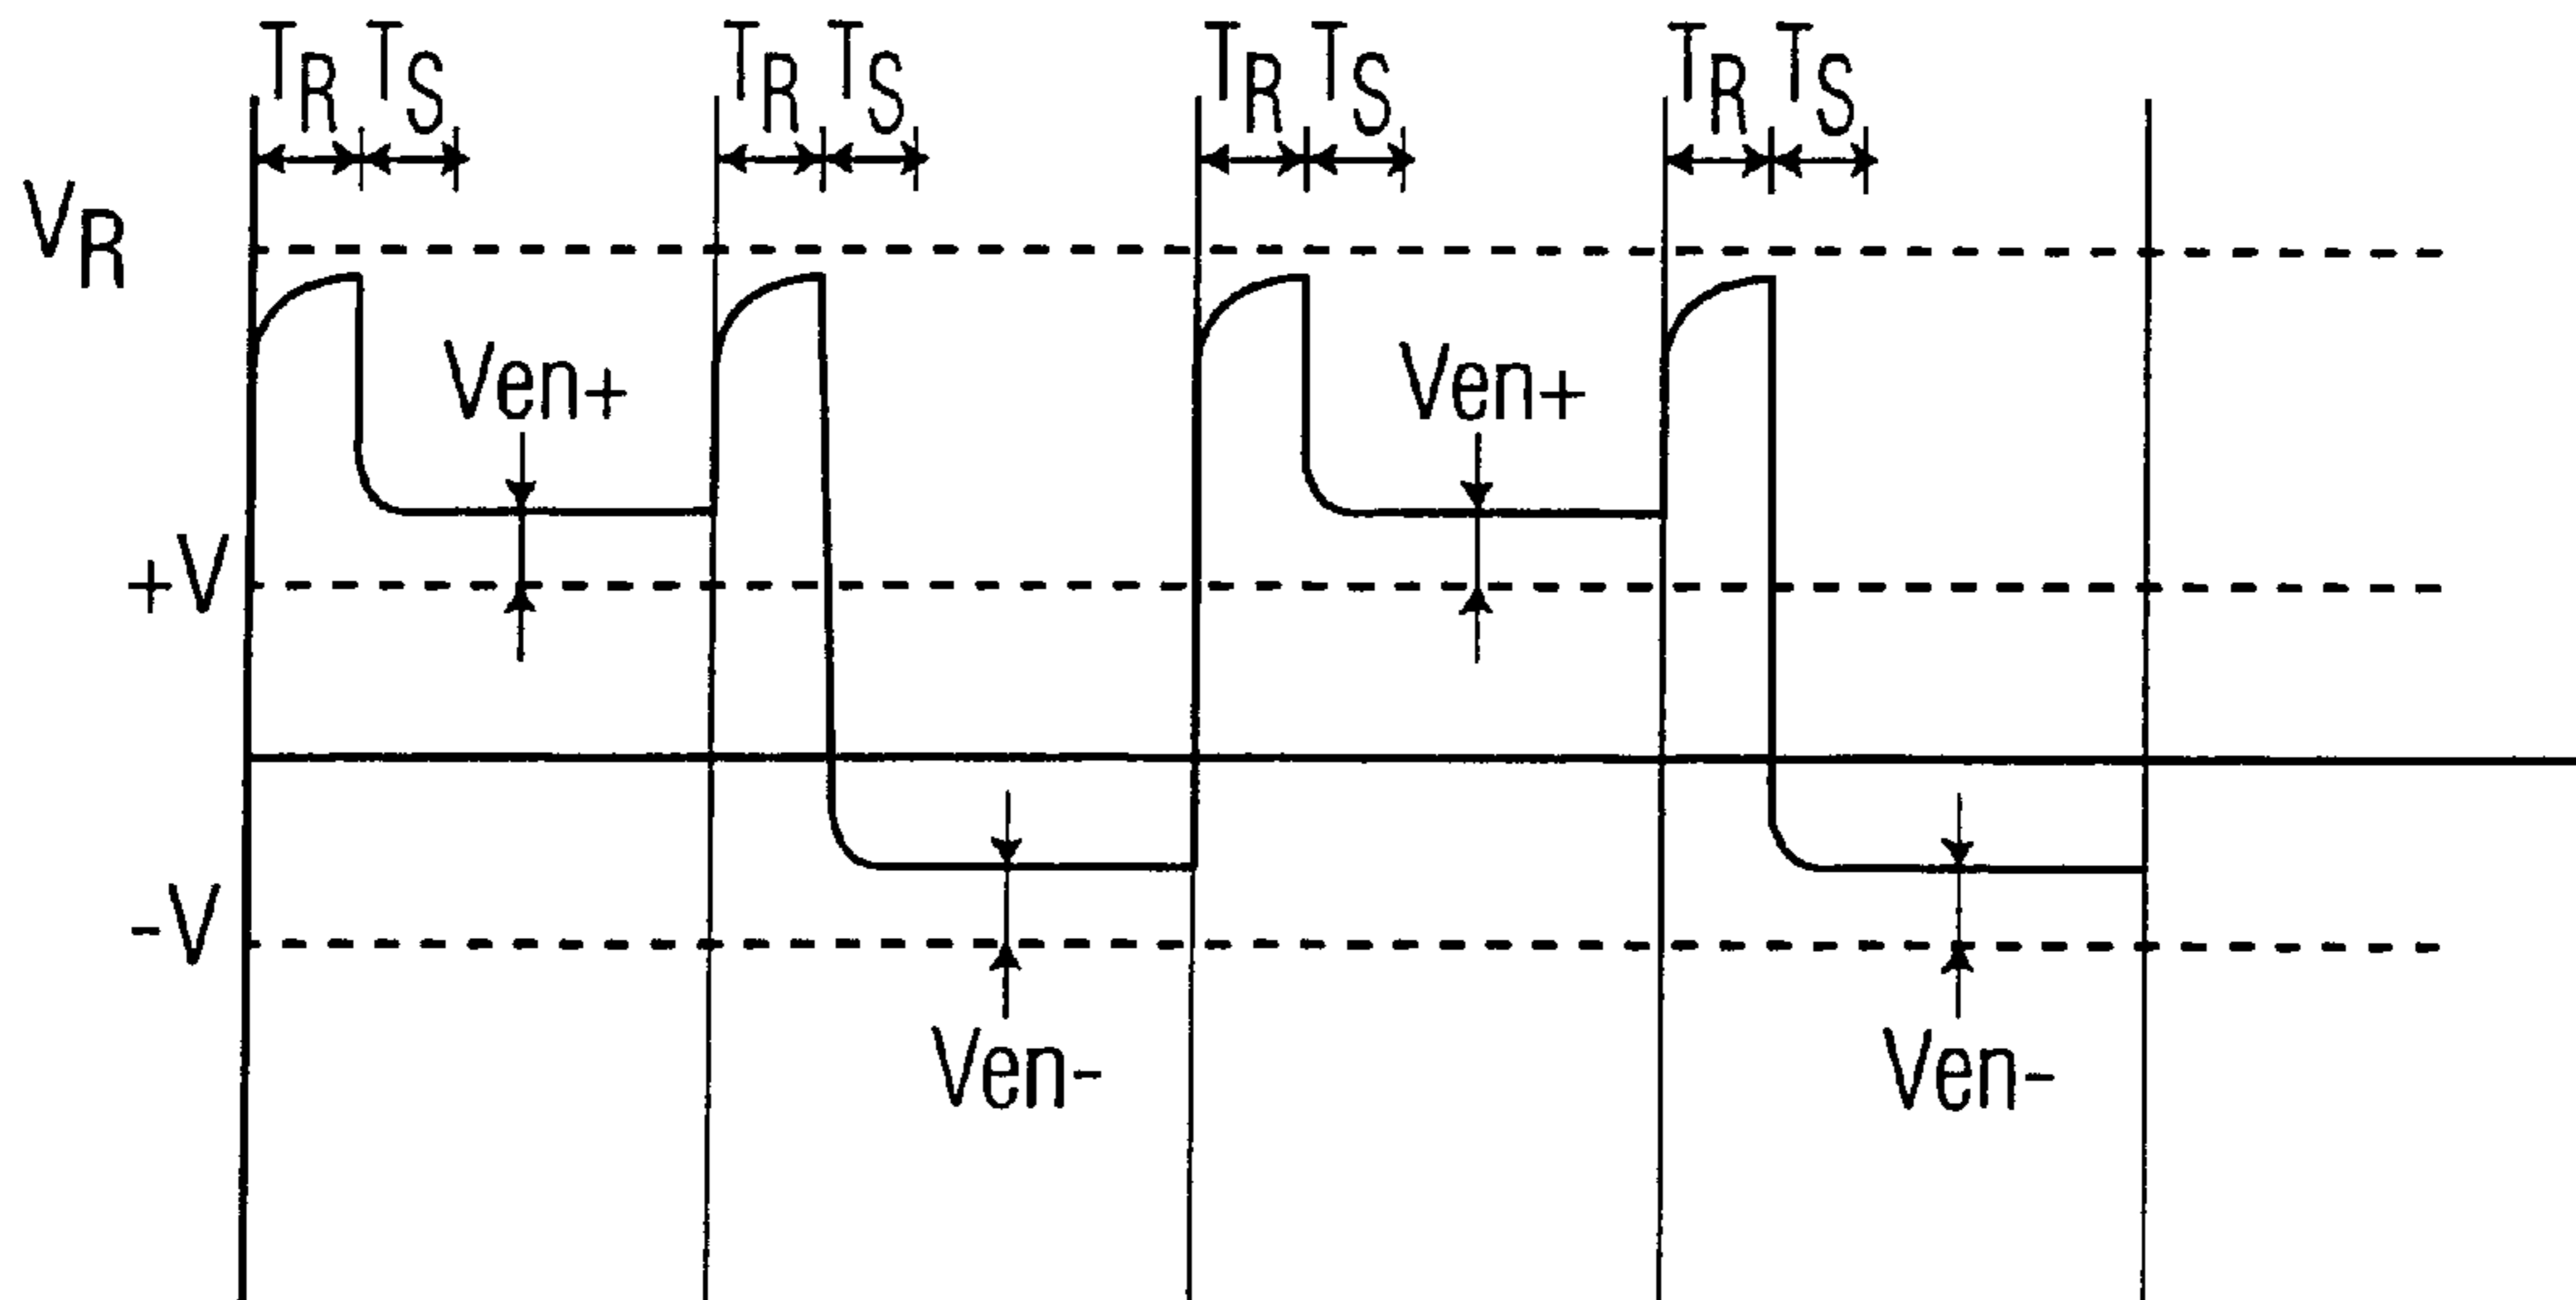 TR TS TR TS TR TS TR TS
VR
Ven+ Ven+
+V
-V
Ven- Ven-